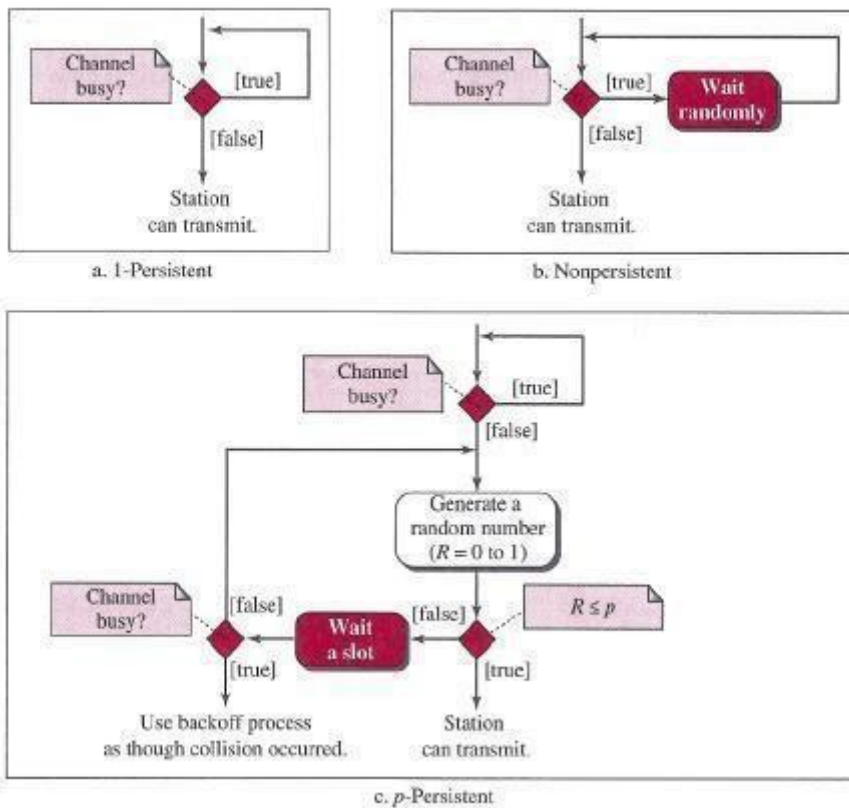 Channel
busy?
[true]
[false]
Station
can transmit.
a. 1-Persistent
Channel
busy?
[true]
Wait
randomly
[false]
Station
can transmit.
b. Nonpersistent
Channel
busy?
[true]
[false]
Generate a
random number
(R = 0 to 1)
Channel
busy?
[false]
Wait
a slot
[false]
R ≤ p
[true]
[true]
Use backoff process
as though collision occurred.
Station
can transmit.
c. p-Persistent